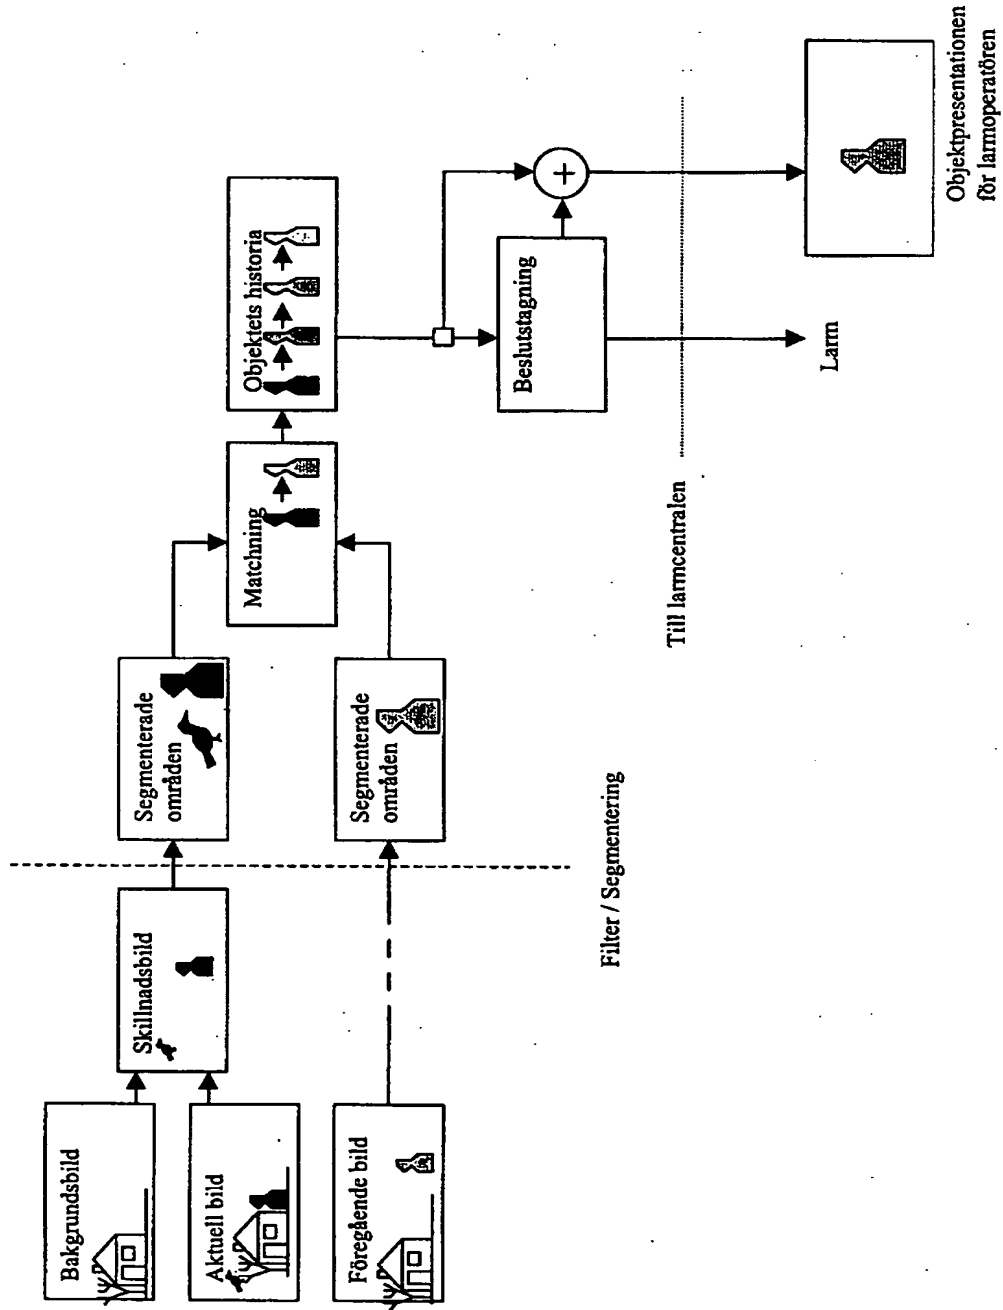 Bakgrundsbild
Aktuell bild
Föregående bild
Skillnadsbild
Segmenterade
områden
Segmenterade
områden
Matchning
Objektets historia
Beslutstagning
+
Filter / Segmentering
Till larmcentralen
Larm
Objektpresentationen
för larmoperatören